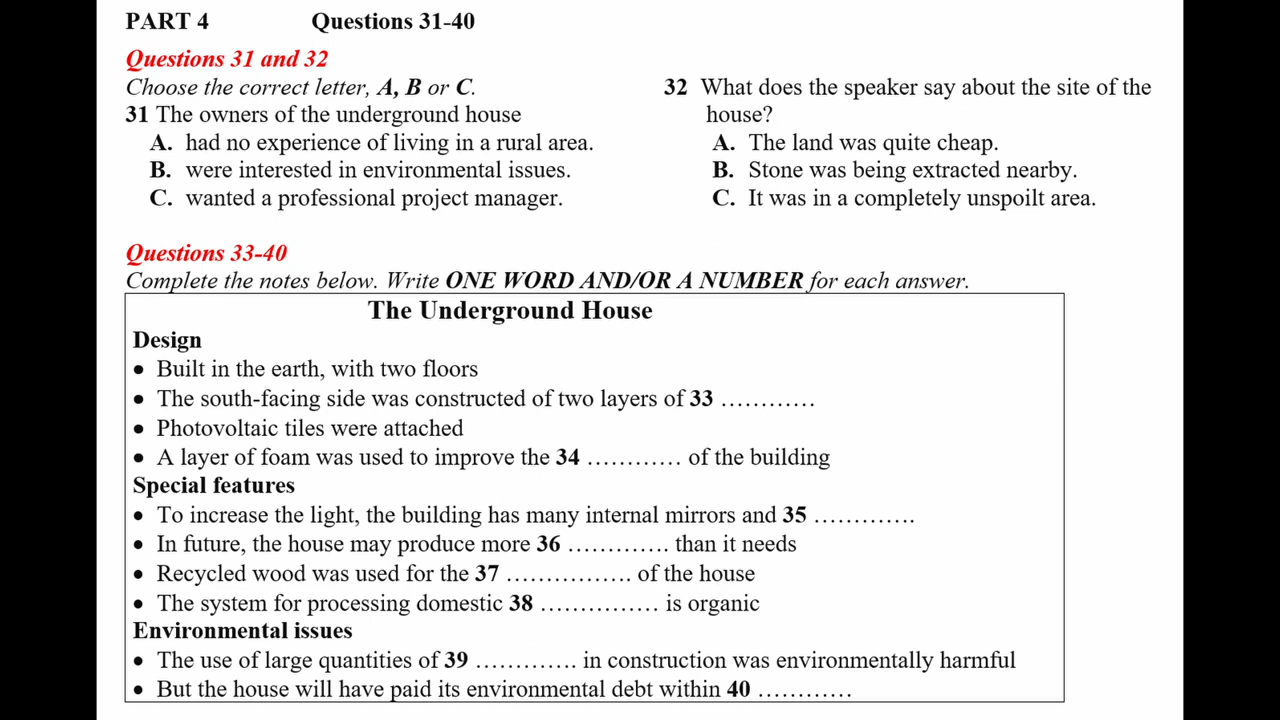 PART 4 Questions 31-40
Questions 31 and 32
Choose the correct letter, A, B or C.
31 The owners of the underground house
A. had no experience of living in a rural area.
B. were interested in environmental issues.
C. wanted a professional project manager.
32 What does the speaker say about the site of the
house?
A. The land was quite cheap.
B. Stone was being extracted nearby.
C. It was in a completely unspoilt area.
Questions 33-40
Complete the notes below. Write ONE WORD AND/OR A NUMBER for each answer.
The Underground House
Design
• Built in the earth, with two floors
• The south-facing side was constructed of two layers of 33 …………
• Photovoltaic tiles were attached
• A layer of foam was used to improve the 34 ………… of the building
Special features
• To increase the light, the building has many internal mirrors and 35 ………….
• In future, the house may produce more 36 …………. than it needs
• Recycled wood was used for the 37 ……………. of the house
• The system for processing domestic 38 …………… is organic
Environmental issues
• The use of large quantities of 39 …………. in construction was environmentally harmful
• But the house will have paid its environmental debt within 40 …………